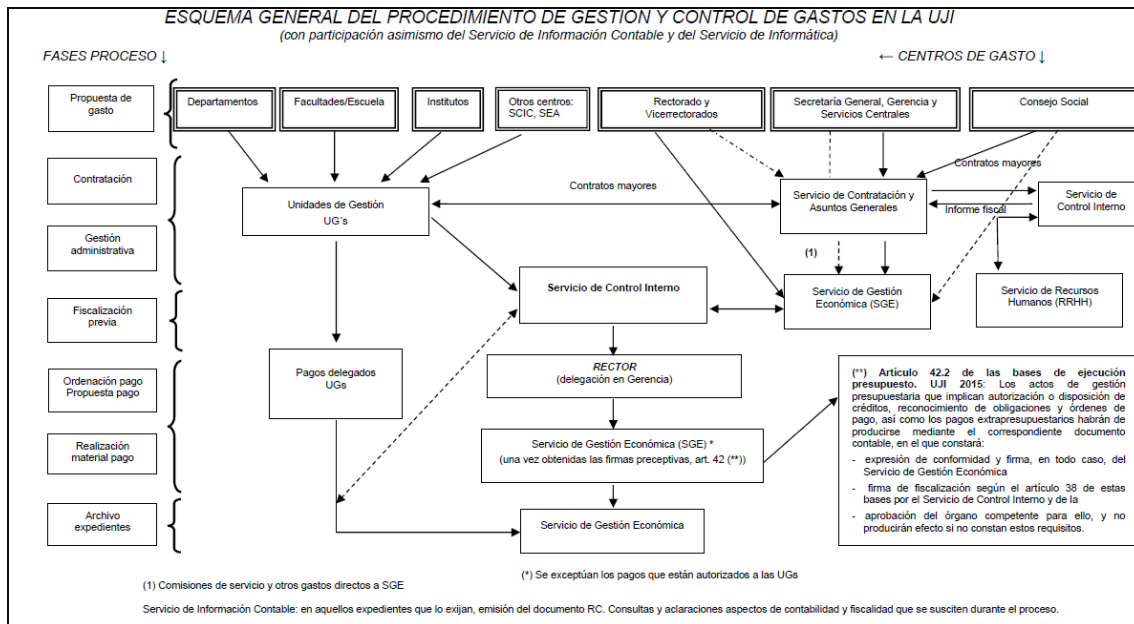 ESQUEMA GENERAL DEL PROCEDIMIENTO DE GESTION Y CONTROL DE GASTOS EN LA UJI
(con participación asimismo del Servicio de Información Contable y del Servicio de Informática)
FASES PROCESO ↓
← CENTROS DE GASTO ↓
Propuesta de
gasto
Departamentos
Facultades/Escuela
Institutos
Otros centros:
SCIC, SEA
Rectorado y
Vicerrectorados
Secretaría General, Gerencia y
Servicios Centrales
Consejo Social
Contratación
Unidades de Gestión
UG´s
Contratos mayores
Contratos mayores
Servicio de Contratación y
Asuntos Generales
Informe fiscal
Servicio de
Control Interno
Gestión
administrativa
(1)
Servicio de Control Interno
Servicio de Gestión
Económica (SGE)
Servicio de Recursos
Humanos (RRHH)
Fiscalización
previa
Ordenación pago
Propuesta pago
Pagos delegados
UGs
RECTOR
(delegación en Gerencia)
(**) Artículo 42.2 de las bases de ejecución
presupuesto. UJI 2015: Los actos de gestión
presupuestaria que implican autorización o disposición de
créditos, reconocimiento de obligaciones y órdenes de
pago, así como los pagos extrapresupuestarios habrán de
producirse mediante el correspondiente documento
contable, en el que constará:
- expresión de conformidad y firma, en todo caso, del
Servicio de Gestión Económica
- firma de fiscalización según el artículo 38 de estas
bases por el Servicio de Control Interno y de la
- aprobación del órgano competente para ello, y no
producirán efecto si no constan estos requisitos.
Realización
material pago
Servicio de Gestión Económica (SGE) *
(una vez obtenidas las firmas preceptivas, art. 42 (**))
Archivo
expedientes
Servicio de Gestión Económica
(1) Comisiones de servicio y otros gastos directos a SGE
(*) Se exceptúan los pagos que están autorizados a las UGs
Servicio de Información Contable: en aquellos expedientes que lo exijan, emisión del documento RC. Consultas y aclaraciones aspectos de contabilidad y fiscalidad que se susciten durante el proceso.